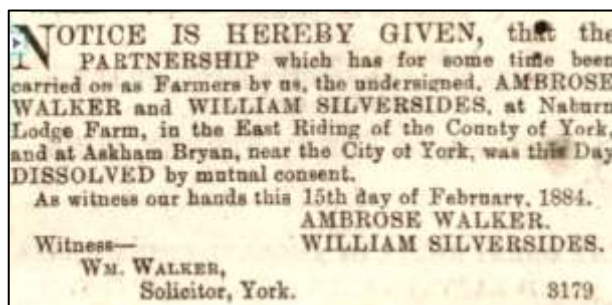 NOTICE IS HEREBY GIVEN, that the
PARTNERSHIP which has for some time been
carried on as Farmers by us, the undersigned, AMBROSE
WALKER and WILLIAM SILVERSIDES, at Naburn
Lodge Farm, in the East Riding of the County of York,
and at Askham Bryan, near the City of York, was this Day
DISSOLVED by mutual consent.
As witness our hands this 15th day of February, 1884.
AMBROSE WALKER.
Witness— WILLIAM SILVERSIDES.
WM. WALKER,
Solicitor, York. 3179